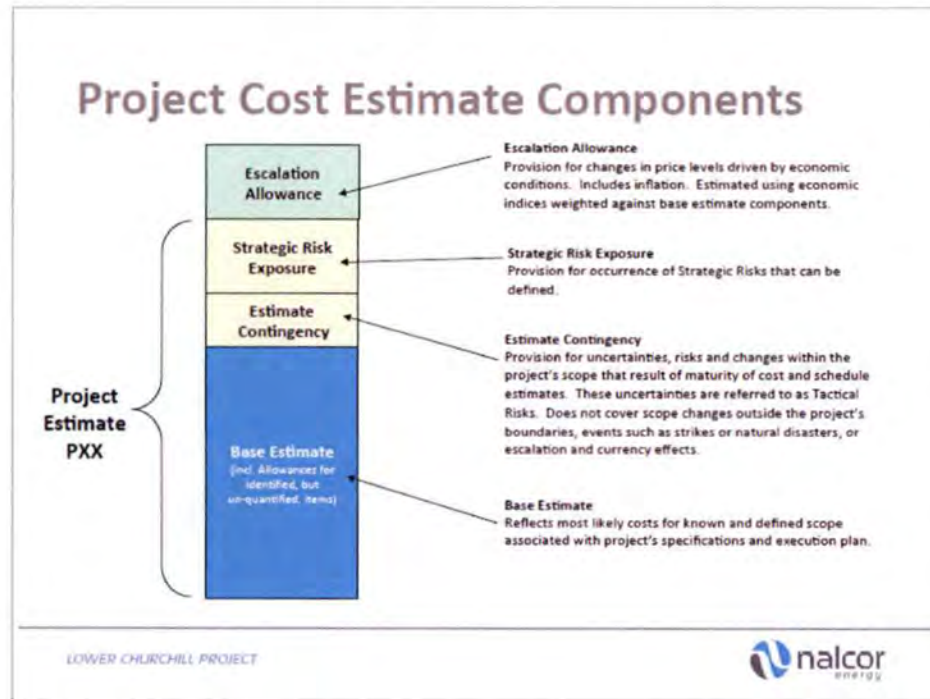 Project Cost Estimate Components
Escalation
Allowance
Strategic Risk
Exposure
Estimate
Contingency
Base Estimate
(incl. Allowances for
identified, but
un-quantified, items)
Project
Estimate
PXX
Escalation Allowance
Provision for changes in price levels driven by economic
conditions. Includes inflation. Estimated using economic
indices weighted against base estimate components.
Strategic Risk Exposure
Provision for occurrence of Strategic Risks that can be
defined.
Estimate Contingency
Provision for uncertainties, risks and changes within the
project's scope that result of maturity of cost and schedule
estimates. These uncertainties are referred to as Tactical
Risks. Does not cover scope changes outside the project's
boundaries, events such as strikes or natural disasters, or
escalation and currency effects.
Base Estimate
Reflects most likely costs for known and defined scope
associated with project's specifications and execution plan.
LOWER CHURCHILL PROJECT
nalcor
energy